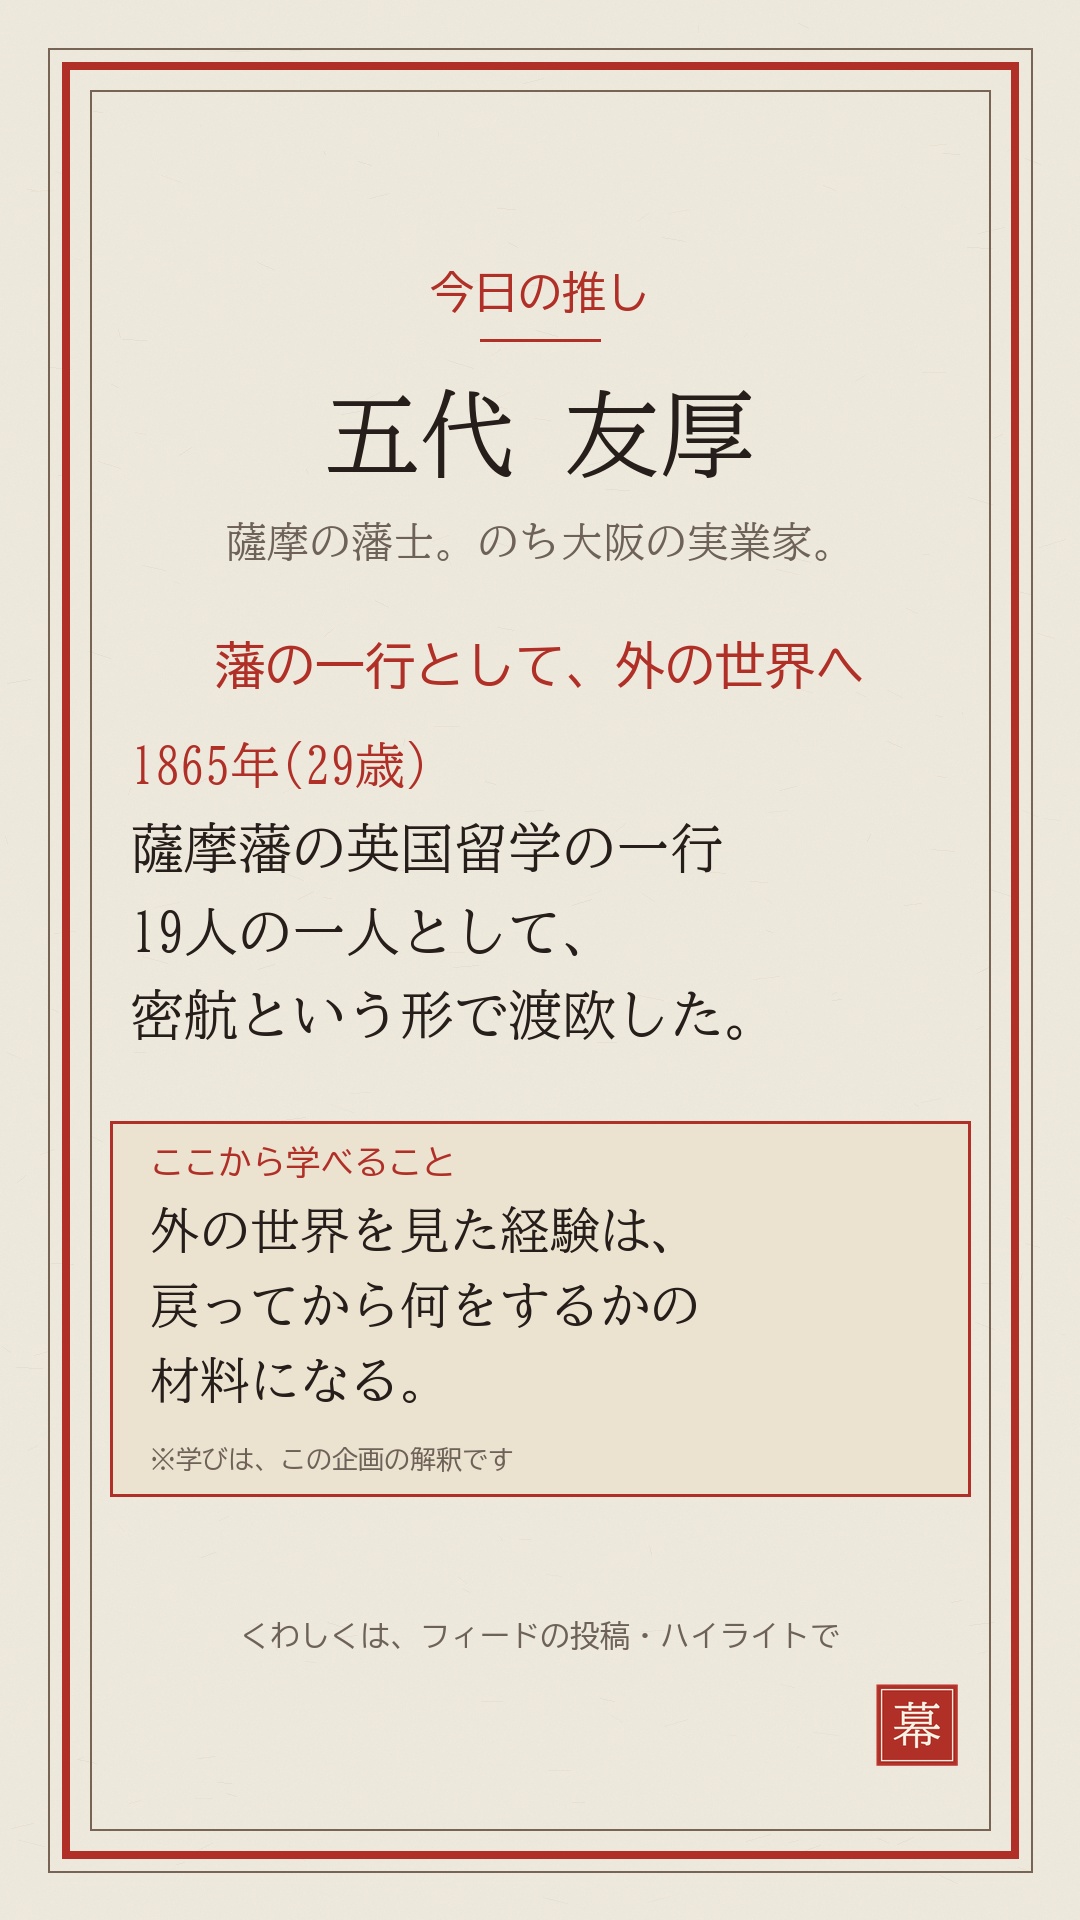 今日の推し
五代 友厚
薩摩の藩士。のち大阪の実業家。
藩の一行として、外の世界へ
1865年(29歳)
薩摩藩の英国留学の一行
19人の一人として、
密航という形で渡欧した。
ここから学べること
外の世界を見た経験は、
戻ってから何をするかの
材料になる。
※学びは、この企画の解釈です
くわしくは、フィードの投稿・ハイライトで
幕